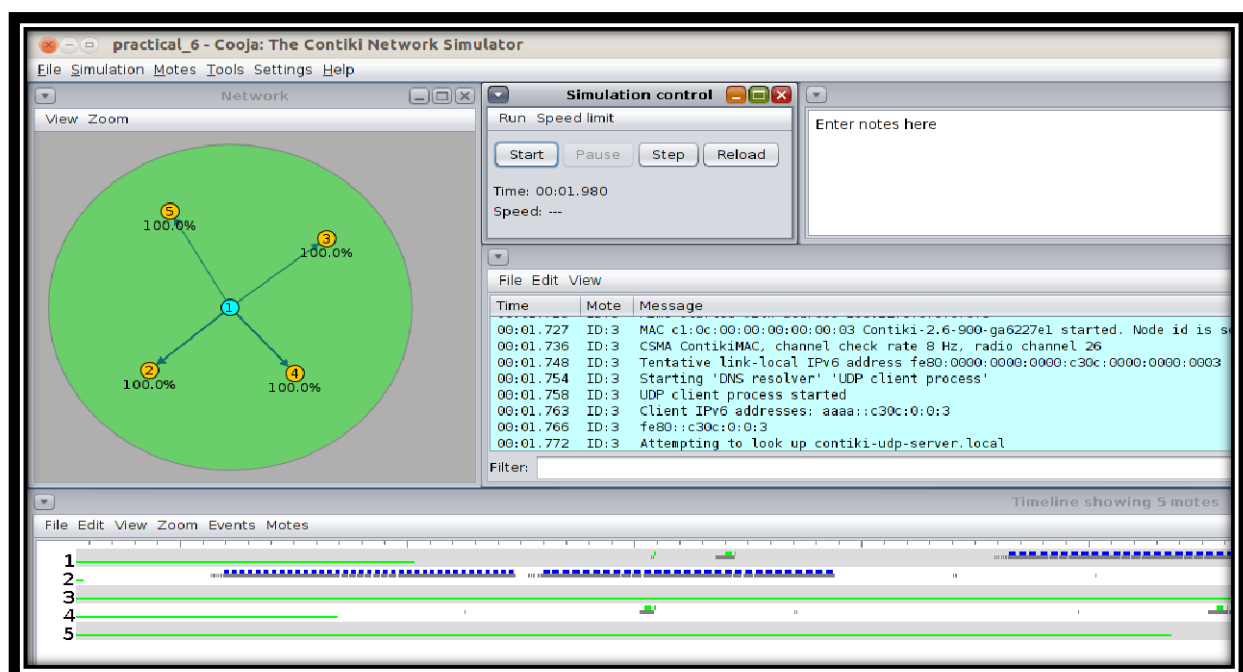 practical_6 - Cooja: The Contiki Network Simulator
File Simulation Motes Tools Settings Help
Network
View Zoom
5
100.0%
3
100.0%
1
2
100.0%
4
100.0%
Simulation control
Run Speed limit
Start Pause Step Reload
Time: 00:01.980
Speed: ---
Enter notes here
File Edit View
Time Mote Message
00:01.727 ID:3 MAC c1:0c:00:00:00:00:00:03 Contiki-2.6-900-ga6227e1 started. Node id is
00:01.736 ID:3 CSMA ContikiMAC, channel check rate 8 Hz, radio channel 26
00:01.748 ID:3 Tentative link-local IPv6 address fe80:0000:0000:0000:c30c:0000:0000:0003
00:01.754 ID:3 Starting 'DNS resolver' 'UDP client process'
00:01.758 ID:3 UDP client process started
00:01.763 ID:3 Client IPv6 addresses: aaaa::c30c:0:0:3
00:01.766 ID:3 fe80::c30c:0:0:3
00:01.772 ID:3 Attempting to look up contiki-udp-server.local
Filter:
Timeline showing 5 motes
File Edit View Zoom Events Motes
1
2
3
4
5